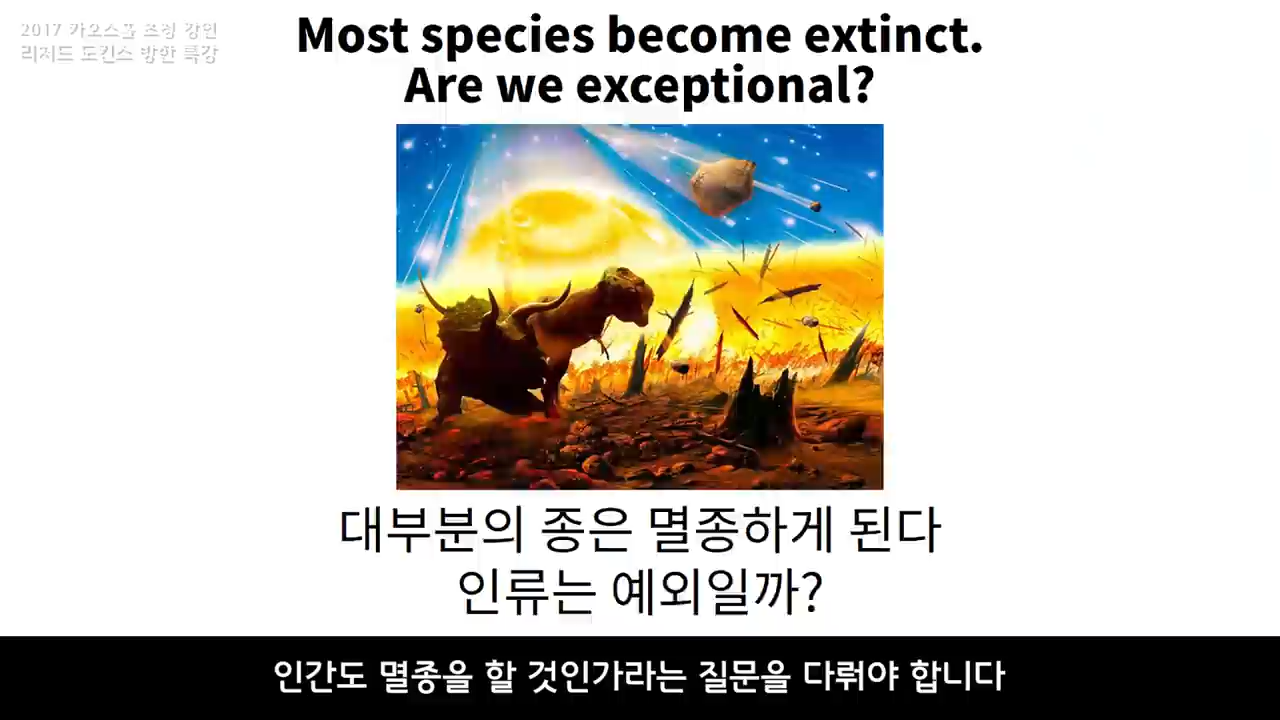 2017 카오스홀 초청 강연
리처드 도킨스 방한 특강
Most species become extinct.
Are we exceptional?
대부분의 종은 멸종하게 된다
인류는 예외일까?
인간도 멸종을 할 것인가라는 질문을 다뤄야 합니다